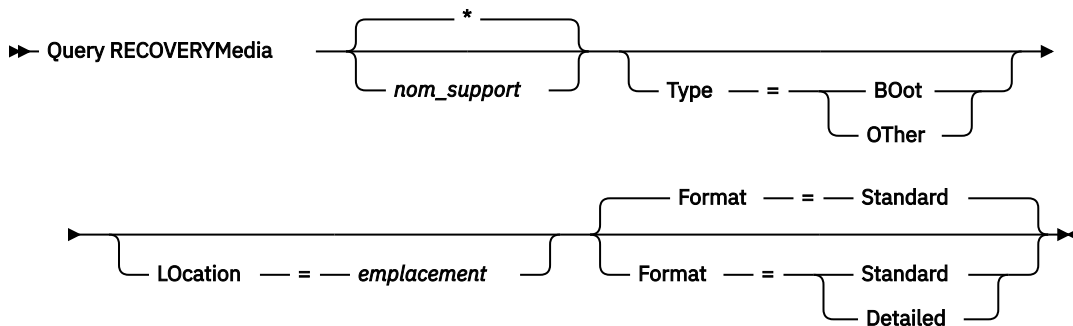 *
Query RECOVERYMedia
nom_support
Type = BOot
OTher
Format = Standard
LOcation = emplacement
Format = Standard
Detailed